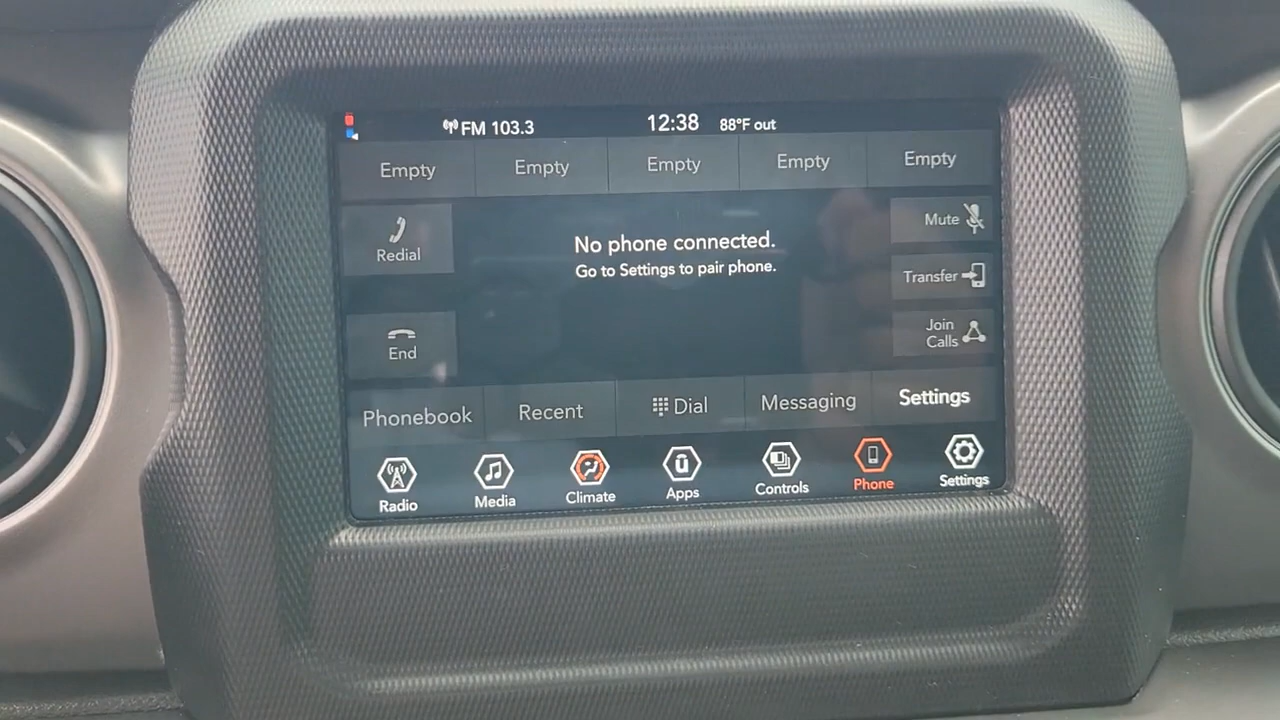 FM 103.3 12:38 88°F out
Empty Empty Empty Empty Empty
Redial
No phone connected.
Go to Settings to pair phone.
Mute
Transfer
End
Join
Calls
Phonebook Recent Dial Messaging Settings
Radio Media Climate Apps Controls Phone Settings